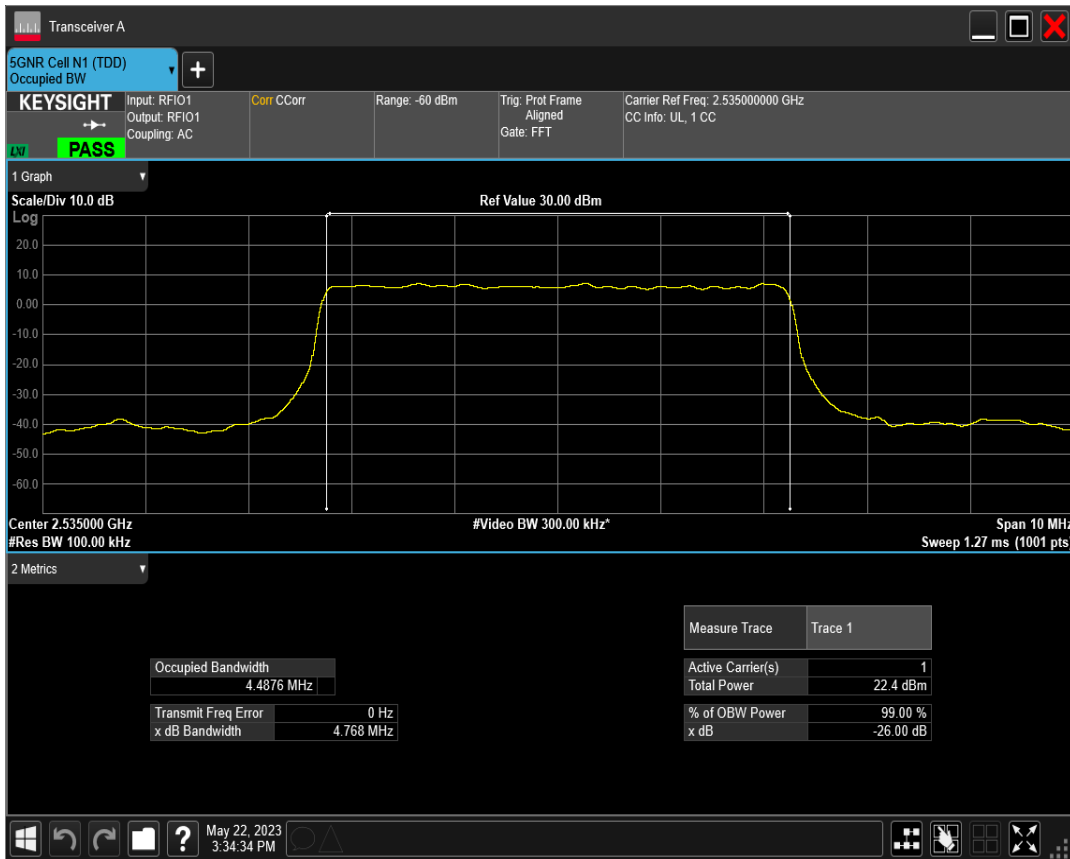 Transceiver A
5GNR Cell N1 (TDD)
Occupied BW
KEYSIGHT
LXI
PASS
Input: RFIO1
Output: RFIO1
Coupling: AC
Corr CCorr
Range: -60 dBm
Trig: Prot Frame
Aligned
Gate: FFT
Carrier Ref Freq: 2.535000000 GHz
CC Info: UL, 1 CC
1 Graph
Scale/Div 10.0 dB
Ref Value 30.00 dBm
Log
20.0
10.0
0.00
-10.0
-20.0
-30.0
-40.0
-50.0
-60.0
Center 2.535000 GHz
#Video BW 300.00 kHz*
Span 10 MHz
#Res BW 100.00 kHz
Sweep 1.27 ms (1001 pts)
2 Metrics
Measure Trace Trace 1
Occupied Bandwidth
4.4876 MHz
Active Carrier(s) 1
Total Power 22.4 dBm
Transmit Freq Error 0 Hz
x dB Bandwidth 4.768 MHz
% of OBW Power 99.00 %
x dB -26.00 dB
May 22, 2023
3:34:34 PM